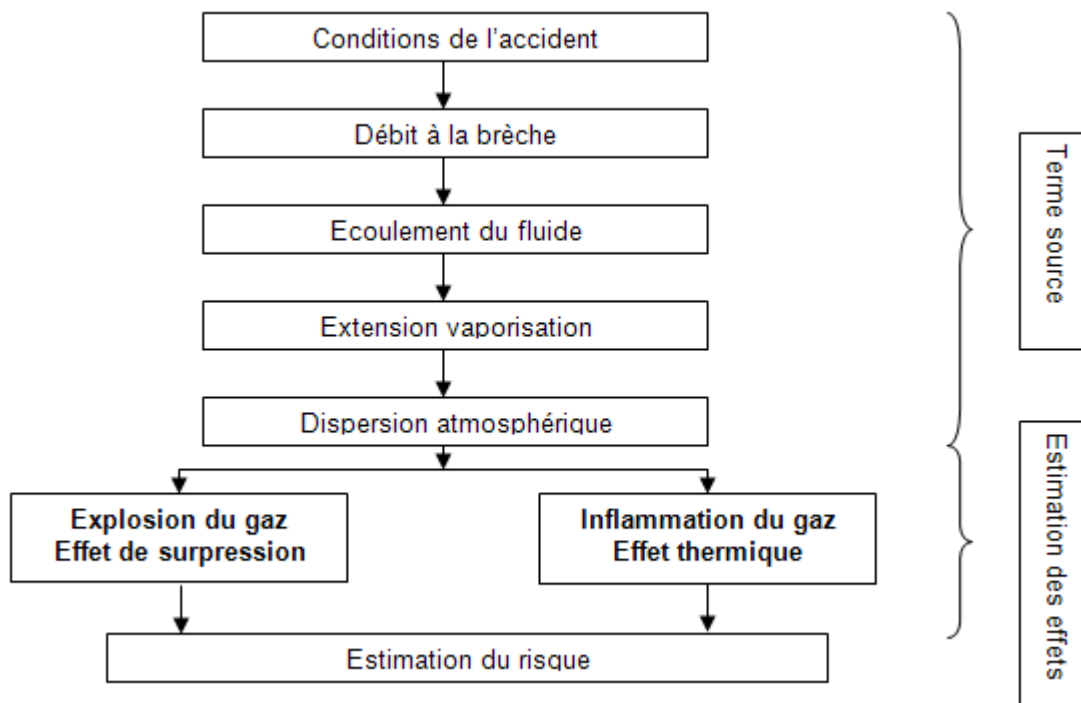 Conditions de l'accident
Débit à la brèche
Ecoulement du fluide
Extension vaporisation
Dispersion atmosphérique
Explosion du gaz
Effet de surpression
Inflammation du gaz
Effet thermique
Estimation du risque
Terme source
Estimation des effets